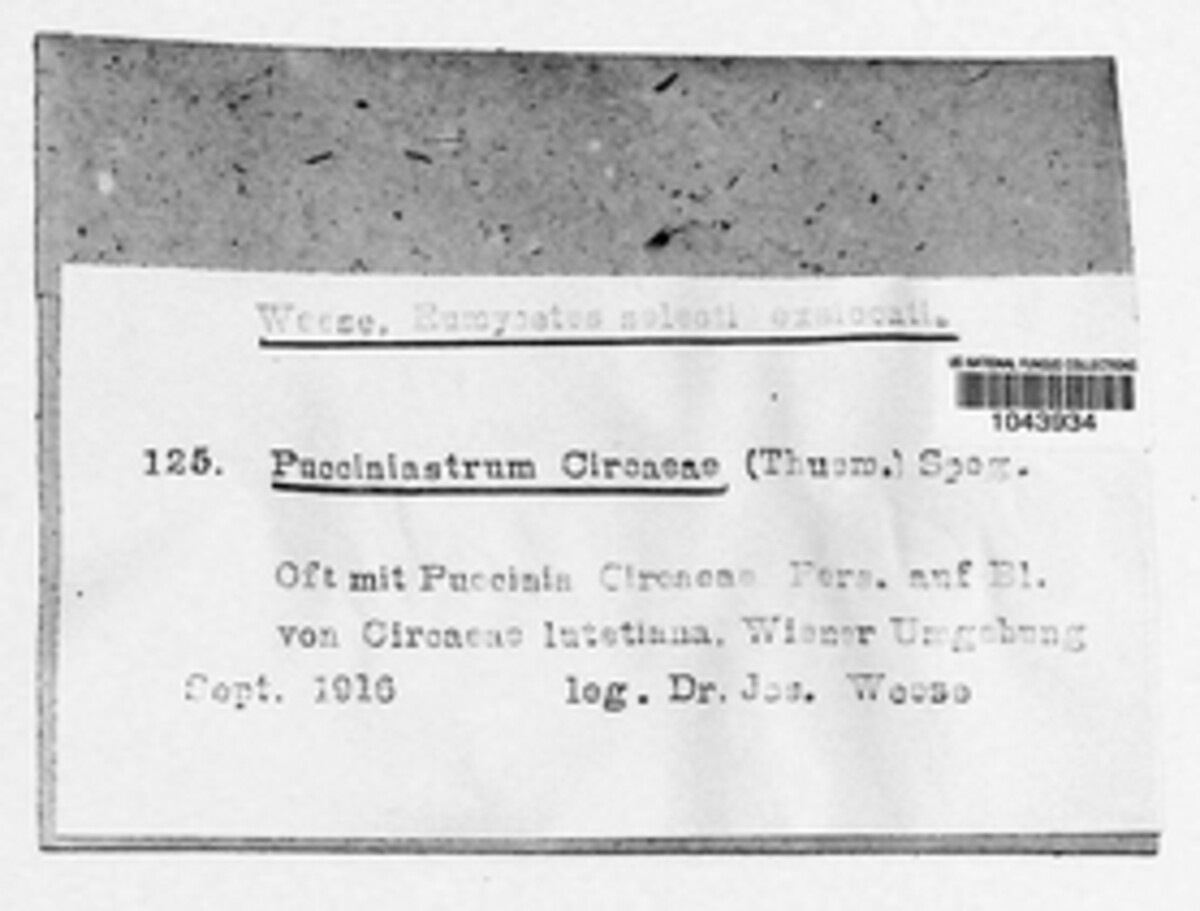 Weese, Eumycetes selecti exsiccati.
US NATIONAL FUNGUS COLLECTIONS
1043934
125. Pucciniastrum Circaeae (Thuem.) Speg.
Oft mit Puccinia Circaeae Pers. auf Bl.
von Circaeae lutetiana. Wiener Umgebung
Sept. 1916 leg. Dr. Jos. Weese